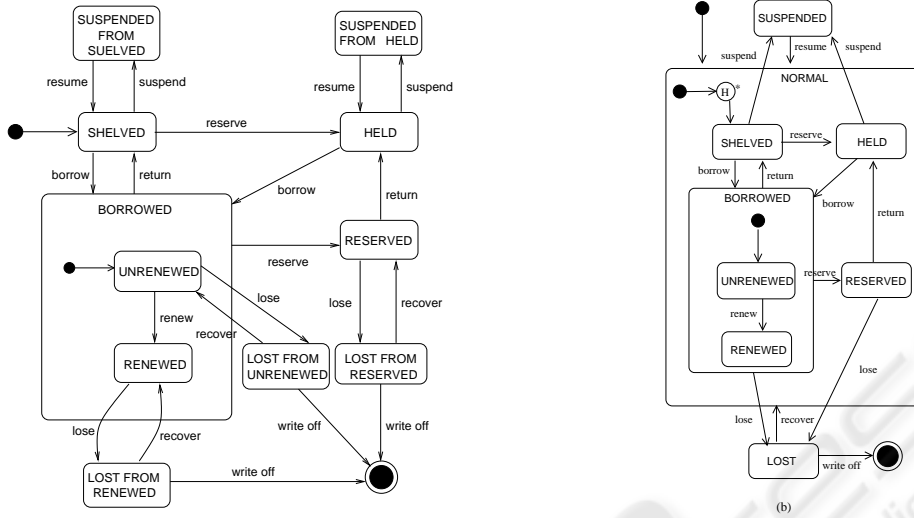 SUSPENDED
FROM
SUELVED
SUSPENDED
FROM HELD
resume
suspend
resume
suspend
SHELVED
reserve
HELD
borrow
return
borrow
return
BORROWED
RESERVED
reserve
UNRENEWED
lose
lose
recover
renew
recover
RENEWED
LOST FROM
UNRENEWED
LOST FROM
RESERVED
lose
recover
write off
write off
LOST FROM
RENEWED
write off
SUSPENDED
suspend
resume
suspend
NORMAL
H*
SHELVED
reserve
HELD
borrow
return
borrow
BORROWED
return
UNRENEWED
reserve
RESERVED
renew
RENEWED
lose
lose
recover
LOST
write off
(b)